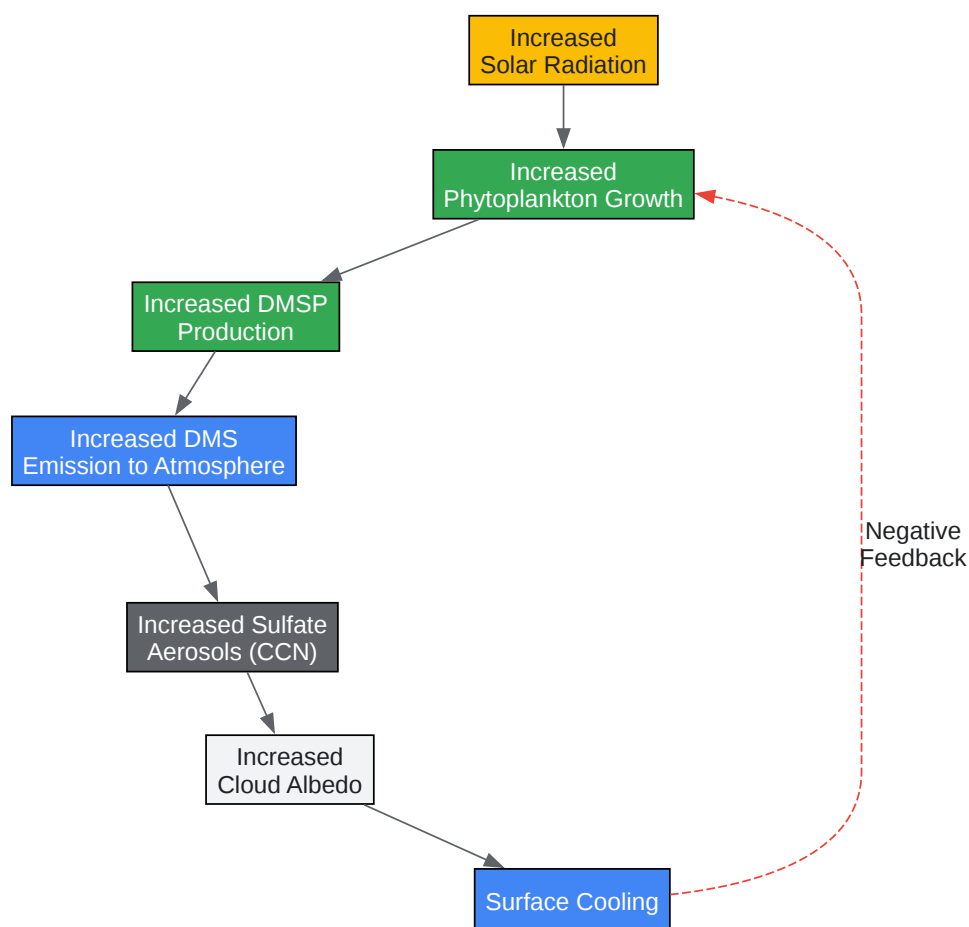 Increased
Solar Radiation
Increased
Phytoplankton Growth
Increased DMSP
Production
Increased DMS
Emission to Atmosphere
Negative
Feedback
Increased Sulfate
Aerosols (CCN)
Increased
Cloud Albedo
Surface Cooling